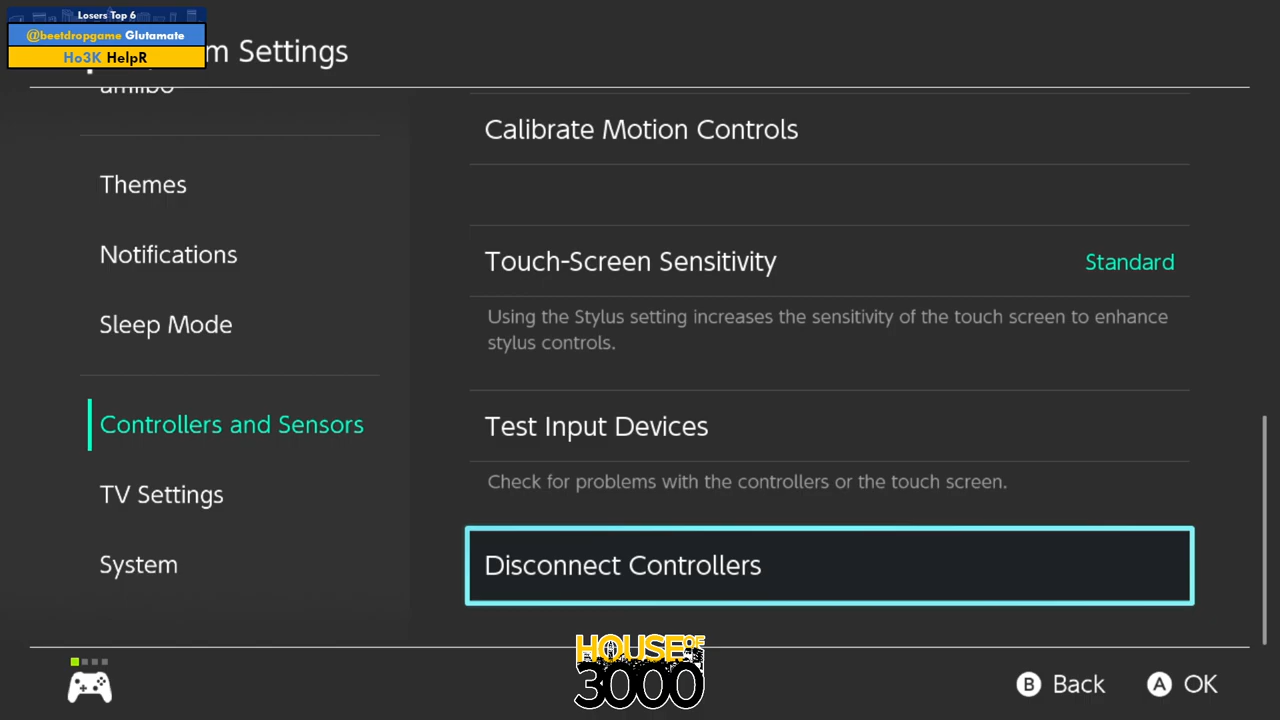 Losers Top 6
@beetdropgame Glutamate
Ho3K HelpR
m Settings
amiibo
Themes
Notifications
Sleep Mode
Controllers and Sensors
TV Settings
System
Calibrate Motion Controls
Touch-Screen Sensitivity Standard
Using the Stylus setting increases the sensitivity of the touch screen to enhance
stylus controls.
Test Input Devices
Check for problems with the controllers or the touch screen.
Disconnect Controllers
HOUSE OF
3000
B Back A OK